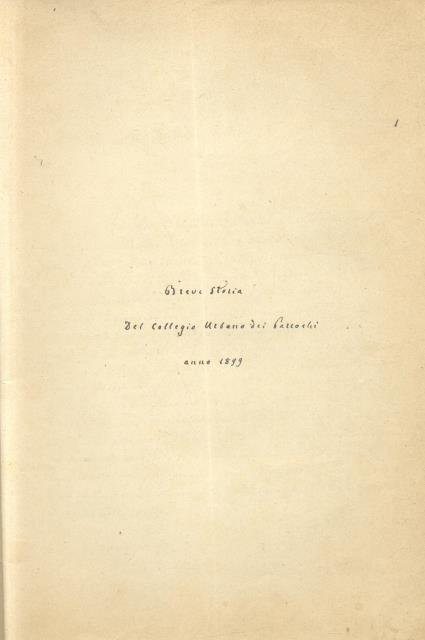 1
Breve Storia
Del Collegio Urbano dei Parrochi
anno 1899